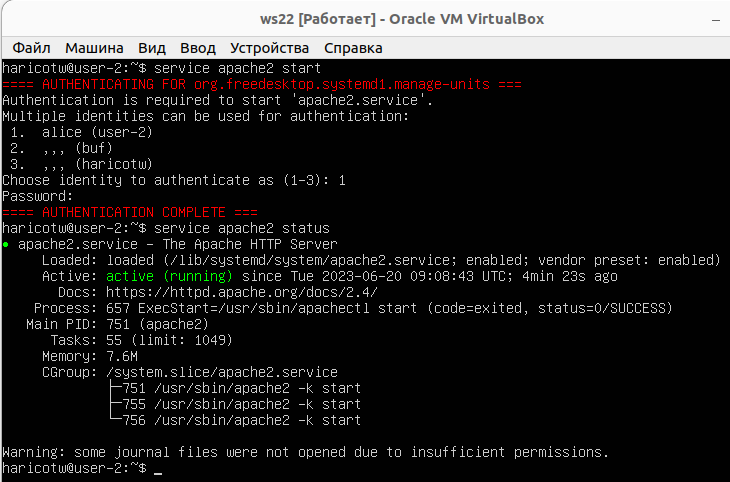 ws22 [Работает] - Oracle VM VirtualBox
Файл Машина Вид Ввод Устройства Справка
haricotw@user-2:~$ service apache2 start
==== AUTHENTICATING FOR org.freedesktop.systemd1.manage-units ===
Authentication is required to start 'apache2.service'.
Multiple identities can be used for authentication:
 1.  alice (user-2)
 2.  ,,, (buf)
 3.  ,,, (haricotw)
Choose identity to authenticate as (1-3): 1
Password:
==== AUTHENTICATION COMPLETE ===
haricotw@user-2:~$ service apache2 status
● apache2.service - The Apache HTTP Server
     Loaded: loaded (/lib/systemd/system/apache2.service; enabled; vendor preset: enabled)
     Active: active (running) since Tue 2023-06-20 09:08:43 UTC; 4min 23s ago
       Docs: https://httpd.apache.org/docs/2.4/
    Process: 657 ExecStart=/usr/sbin/apachectl start (code=exited, status=0/SUCCESS)
   Main PID: 751 (apache2)
      Tasks: 55 (limit: 1049)
     Memory: 7.6M
     CGroup: /system.slice/apache2.service
             ├─751 /usr/sbin/apache2 -k start
             ├─755 /usr/sbin/apache2 -k start
             └─756 /usr/sbin/apache2 -k start
Warning: some journal files were not opened due to insufficient permissions.
haricotw@user-2:~$ _